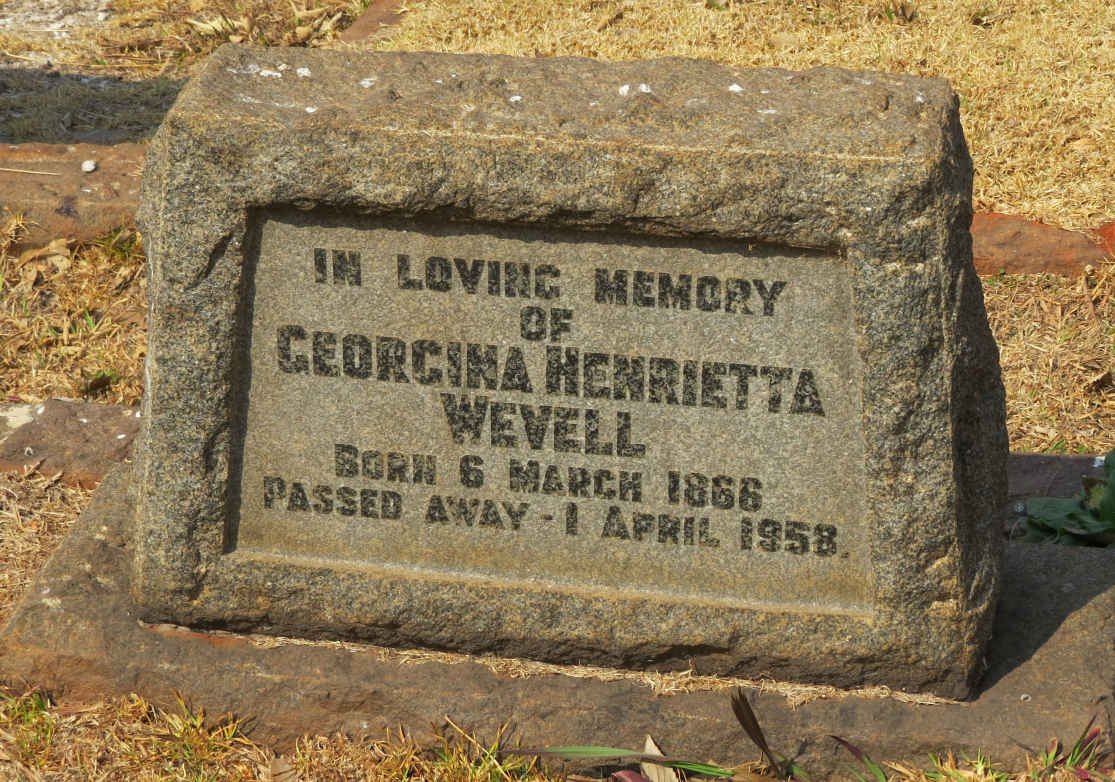 IN LOVING MEMORY
OF
GEORGINA HENRIETTA
WEVELL
BORN 6 MARCH 1866
PASSED AWAY - 1 APRIL 1958.